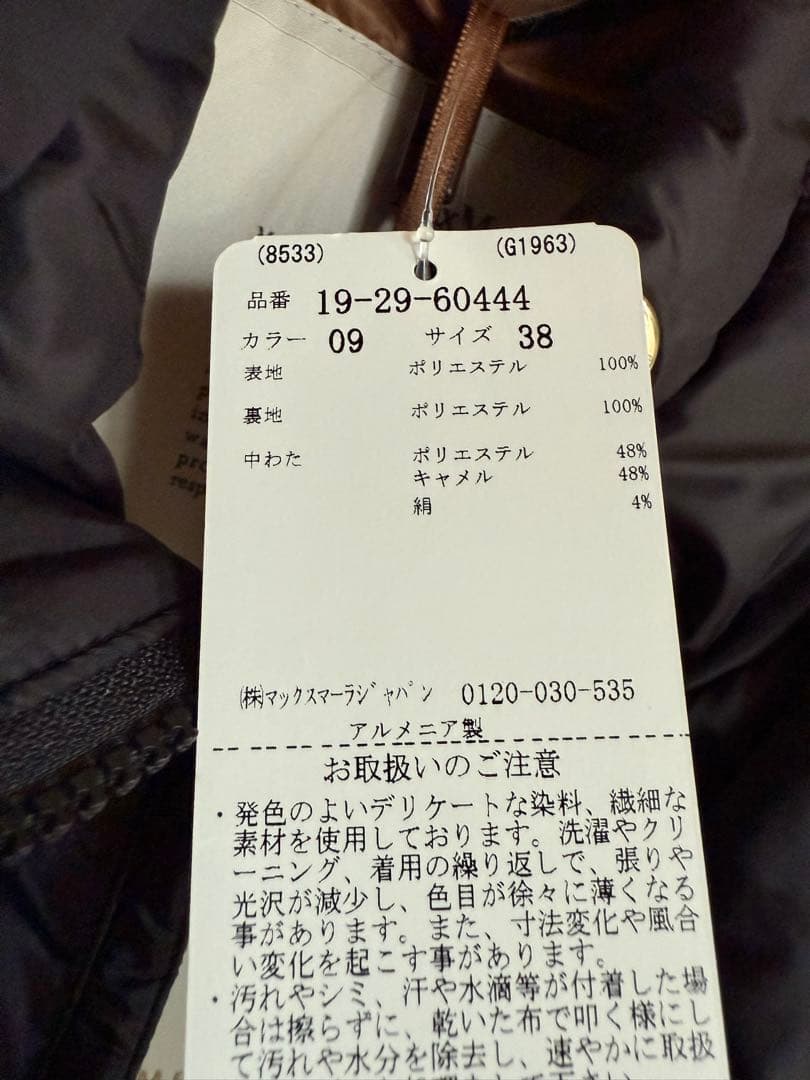 (8533) (G1963)
品番 19-29-60444
カラー 09 サイズ 38
表地 ポリエステル 100%
裏地 ポリエステル 100%
中わた ポリエステル 48%
キャメル 48%
絹 4%
㈱マックスマーラジャパン 0120-030-535
アルメニア製
お取扱いのご注意
・発色のよいデリケートな染料、繊細な
素材を使用しております。洗濯やクリ
ーニング、着用の繰り返しで、張りや
光沢が減少し、色目が徐々に薄くなる
事があります。また、寸法変化や風合
い変化を起こす事があります。
・汚れやシミ、汗や水滴等が付着した場
合は擦らずに、乾いた布で叩く様にし
て汚れや水分を除去し、速やかに取扱